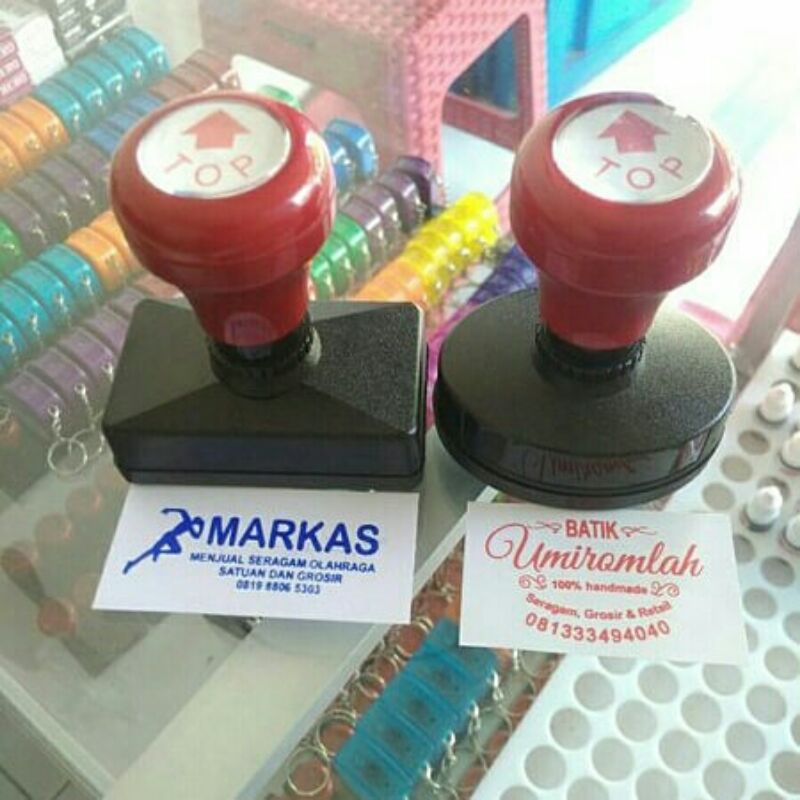 TOP
TOP
MARKAS
MENJUAL SERAGAM OLAHRAGA
SATUAN DAN GROSIR
0819 8806 5303
BATIK
Umiromlah
100% handmade
Seragam, Grosir & Retail
081333494040